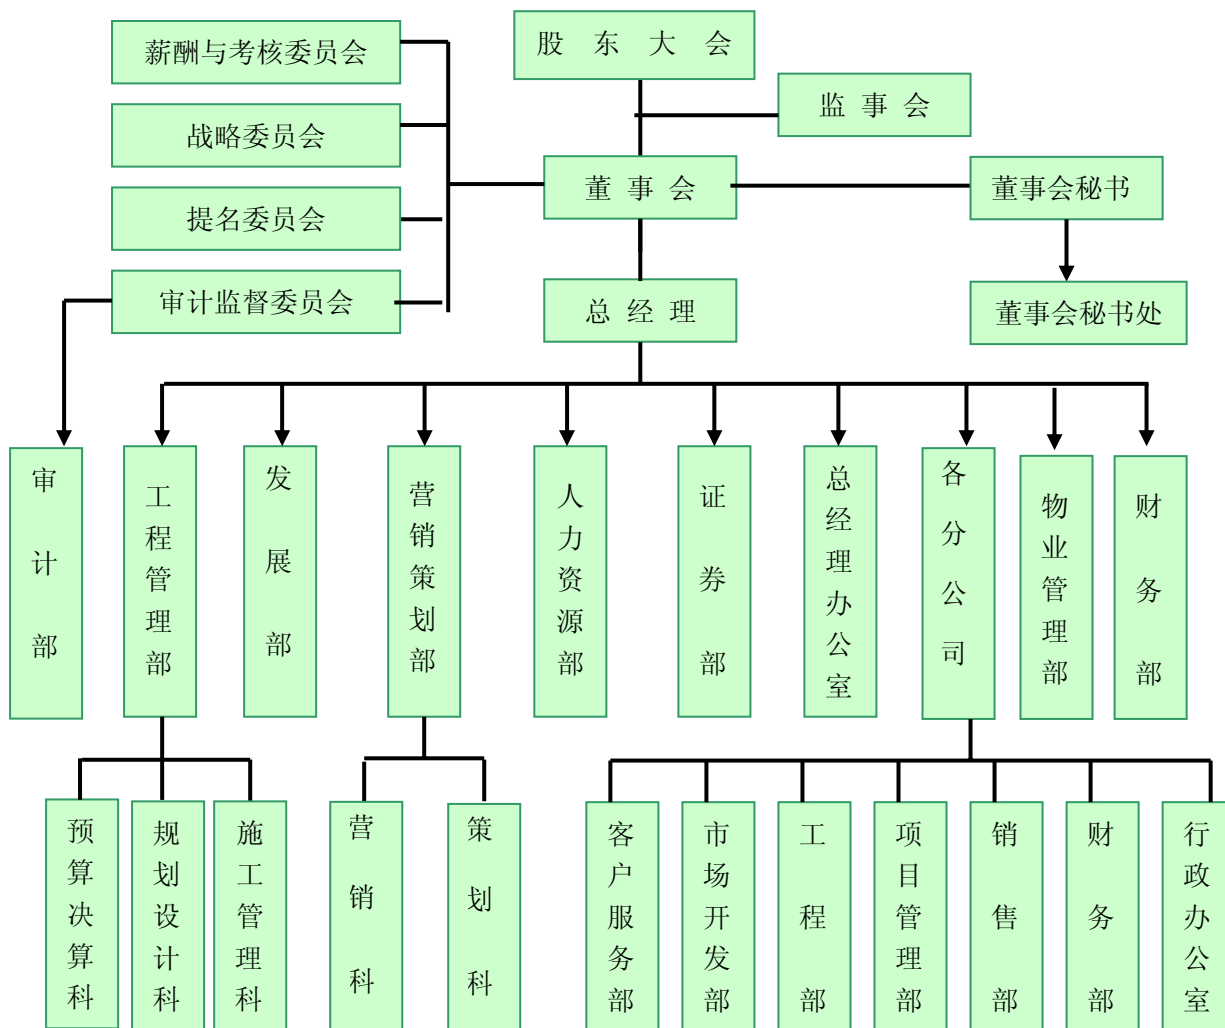 股 东 大 会
薪酬与考核委员会
监 事 会
战略委员会
董 事 会
董事会秘书
提名委员会
审计监督委员会
总 经 理
董事会秘书处
审计部
工程管理部
发展部
营销策划部
人力资源部
证券部
总经理办公室
各分公司
物业管理部
财务部
预算决算科
规划设计科
施工管理科
营销科
策划科
客户服务部
市场开发部
工程部
项目管理部
销售部
财务部
行政办公室